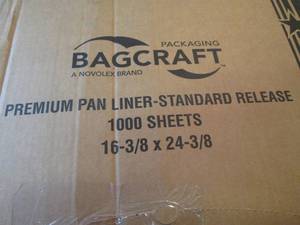 PACKAGING
BAGCRAFT
A NOVOLEX BRAND
PREMIUM PAN LINER-STANDARD RELEASE
1000 SHEETS
16-3/8 x 24-3/8